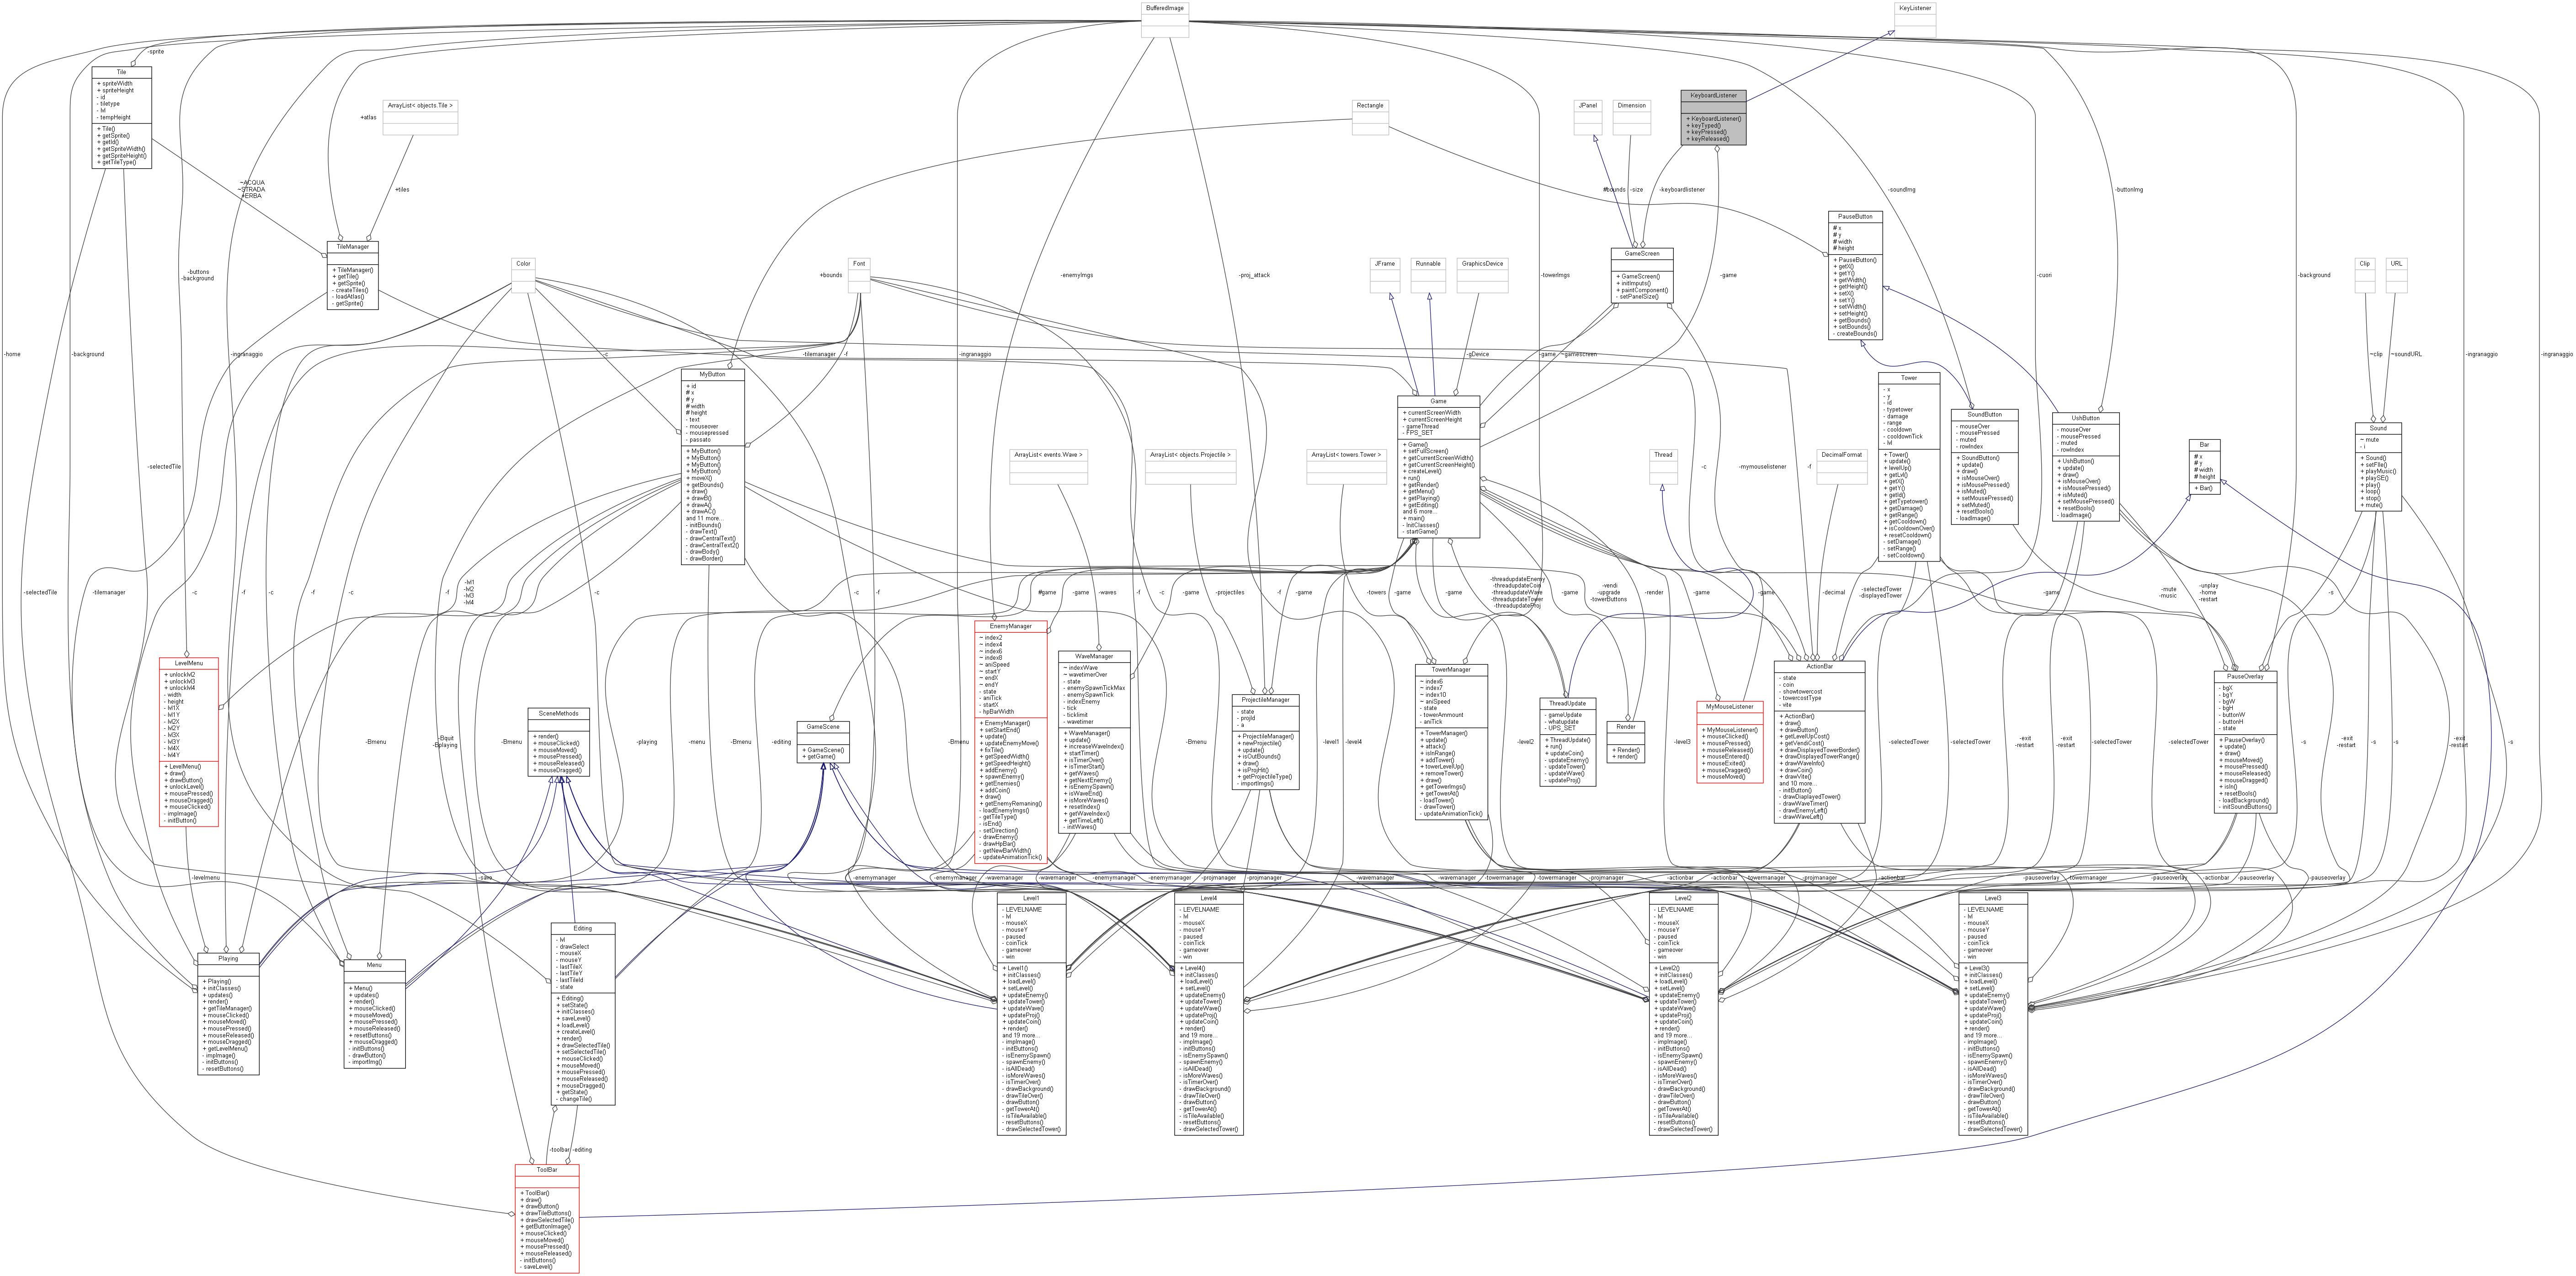 BufferedImage
KeyListener
-sprite
Tile
+ spriteWidth
+ spriteHeight
- id
- tiletype
- lvl
- tempHeight
+ Tile()
+ getSprite()
+ getId()
+ getSpriteWidth()
+ getSpriteHeight()
+ getTileType()
+atlas
ArrayList< objects.Tile >
Rectangle
JPanel
Dimension
KeyboardListener
+ KeyboardListener()
+ keyTyped()
+ keyPressed()
+ keyReleased()
~ACQUA
~STRADA
+ERBA
+tiles
#bounds
-size
-keyboardlistener
-soundImg
-buttonImg
PauseButton
# x
# y
# width
# height
+ PauseButton()
+ getX()
+ getY()
+ getWidth()
+ getHeight()
+ setX()
+ setY()
+ setWidth()
+ setHeight()
+ getBounds()
+ setBounds()
- createBounds()
TileManager
+ TileManager()
+ getTile()
+ getSprite()
- createTiles()
- loadAtlas()
- getSprite()
-buttons
-background
Color
+bounds
Font
-enemyImgs
-proj_attack
-towerImgs
JFrame
Runnable
GraphicsDevice
GameScreen
+ GameScreen()
+ initImputs()
+ paintComponent()
- setPanelSize()
-game
-cuori
-background
Clip
URL
-home
-background
-ingranaggio
-c
-tilemanager
-f
-ingranaggio
-gDevice
-game
~gamescreen
~clip
~soundURL
-ingranaggio
-ingranaggio
MyButton
+ id
# x
# y
# width
# height
- text
- mouseover
- mousepressed
- passato
+ MyButton()
+ MyButton()
+ MyButton()
+ MyButton()
+ moveX()
+ getBounds()
+ draw()
+ drawB()
+ drawA()
+ drawAC()
and 11 more...
- initBounds()
- drawText()
- drawCentralText()
- drawCentralText2()
- drawBody()
- drawBorder()
Game
+ currentScreenWidth
+ currentScreenHeight
- gameThread
- FPS_SET
+ Game()
+ setFullScreen()
+ getCurrentScreenWidth()
+ getCurrentScreenHeight()
+ createLevel()
+ run()
+ getRender()
+ getMenu()
+ getPlaying()
+ getEditing()
and 6 more...
+ main()
- InitClasses()
- startGame()
Tower
- x
- y
- id
- typetower
- damage
- range
- cooldown
- cooldownTick
- lvl
+ Tower()
+ update()
+ levelUp()
+ getLvl()
+ getX()
+ getY()
+ getId()
+ getTypetower()
+ getDamage()
+ getRange()
+ getCooldown()
+ isCooldownOver()
+ resetCooldown()
- setDamage()
- setRange()
- setCooldown()
SoundButton
- mouseOver
- mousePressed
- muted
- rowIndex
+ SoundButton()
+ update()
+ draw()
+ isMouseOver()
+ isMousePressed()
+ isMuted()
+ setMousePressed()
+ setMuted()
+ resetBools()
- loadImage()
UshButton
- mouseOver
- mousePressed
- muted
- rowIndex
+ UshButton()
+ update()
+ draw()
+ isMouseOver()
+ isMousePressed()
+ isMuted()
+ setMousePressed()
+ resetBools()
- loadImage()
Bar
# x
# y
# width
# height
+ Bar()
Sound
~ mute
- i
+ Sound()
+ setFIle()
+ playMusic()
+ playSE()
+ play()
+ loop()
+ stop()
+ mute()
-selectedTile
ArrayList< events.Wave >
ArrayList< objects.Projectile >
ArrayList< towers.Tower >
Thread
-c
-mymouselistener
-f
DecimalFormat
-selectedTile
-tilemanager
-c
-f
-c
-f
-c
-f
-lvl1
-lvl2
-lvl3
-lvl4
-c
#game
-c
-f
-game
-waves
-game
-projectiles
-game
-f
-towers
-game
-game
-threadupdateEnemy
-threadupdateCoin
-threadupdateWave
-threadupdateTower
-threadupdateProj
-game
-vendi
-upgrade
-towerButtons
-render
-game
-game
-decimal
-selectedTower
-displayedTower
-game
-mute
-music
-unplay
-home
-restart
-s
LevelMenu
+ unlocklvl2
+ unlocklvl3
+ unlocklvl4
- width
- height
- lvl1X
- lvl1Y
- lvl2X
- lvl2Y
- lvl3X
- lvl3Y
- lvl4X
- lvl4Y
+ LevelMenu()
+ draw()
+ drawButton()
+ unlockLevel()
+ mousePressed()
+ mouseDragged()
+ mouseClicked()
- impImage()
- initButton()
SceneMethods
+ render()
+ mouseClicked()
+ mouseMoved()
+ mousePressed()
+ mouseReleased()
+ mouseDragged()
GameScene
+ GameScene()
+ getGame()
EnemyManager
~ index2
~ index4
~ index6
~ index8
~ aniSpeed
~ startY
~ endX
~ endY
- state
- aniTick
- startX
- hpBarWidth
+ EnemyManager()
+ setStartEnd()
+ update()
+ updateEnemyMove()
+ fixTile()
+ getSpeedWidth()
+ getSpeedHeight()
+ addEnemy()
+ spawnEnemy()
+ getEnemies()
+ addCoin()
+ draw()
+ getEnemyRemaning()
- loadEnemyImgs()
- getTileType()
- isEnd()
- setDirection()
- drawEnemy()
- drawHpBar()
- getNewBarWidth()
- updateAnimationTick()
WaveManager
~ indexWave
~ wavetimerOver
- state
- enemySpawnTickMax
- enemySpawnTick
- indexEnemy
- tick
- ticklimit
- wavetimer
+ WaveManager()
+ update()
+ increaseWaveIndex()
+ startTimer()
+ isTimerOver()
+ isTimerStart()
+ getWaves()
+ getNestEnemy()
+ isEnemySpawn()
+ isWaveEnd()
+ isMoreWaves()
+ resetIndex()
+ getWaveIndex()
+ getTimeLeft()
- initWaves()
ProjectileManager
- state
- projId
- a
+ ProjectileManager()
+ newProjectile()
+ update()
+ isOutBounds()
+ draw()
+ isProjHit()
+ getProjectileType()
- importImgs()
TowerManager
~ index6
~ index7
~ index10
~ aniSpeed
- state
- towerAmmount
- aniTick
+ TowerManager()
+ update()
+ attack()
+ isInRange()
+ addTower()
+ towerLevelUp()
+ removeTower()
+ draw()
+ getTowerImgs()
+ getTowerAt()
- loadTower()
- drawTower()
- updateAnimationTick()
ThreadUpdate
- gameUpdate
- whatupdate
- UPS_SET
+ ThreadUpdate()
+ run()
+ updateCoin()
- updateEnemy()
- updateTower()
- updateWave()
- updateProj()
Render
+ Render()
+ render()
MyMouseListener
+ MyMouseListener()
+ mouseClicked()
+ mousePressed()
+ mouseReleased()
+ mouseEntered()
+ mouseExited()
+ mouseDragged()
+ mouseMoved()
ActionBar
- state
- coin
- showtowercost
- towercostType
- vite
+ ActionBar()
+ draw()
+ drawButton()
+ getLevelUpCost()
+ getVendiCost()
+ drawDisplayedTowerBorder()
+ drawDisplayedTowerRange()
+ drawWaveInfo()
+ drawCoin()
+ drawVite()
and 10 more...
- initButton()
- drawDiaplayedTower()
- drawWaveTimer()
- drawEnemyLeft()
- drawWaveLeft()
PauseOverlay
- bgX
- bgY
- bgW
- bgH
- buttonW
- buttonH
- state
+ PauseOverlay()
+ update()
+ draw()
+ mouseMoved()
+ mousePressed()
+ mouseReleased()
+ mouseDragged()
+ isIn()
+ resetBools()
- loadBackground()
- initSoundButtons()
-Bmenu
-Bquit
-Bplaying
-Bmenu
-playing
-menu
-Bmenu
-editing
-Bmenu
-Bmenu
-level1
-level4
-level2
-level3
-selectedTower
-selectedTower
-exit
-restart
-exit
-restart
-selectedTower
-selectedTower
-s
-exit
-restart
-s
-s
-exit
-restart
-s
-levelmenu
-save
-enemymanager
-enemymanager
-wavemanager
-wavemanager
-enemymanager
-enemymanager
-projmanager
-projmanager
-wavemanager
-wavemanager
-towermanager
-towermanager
-projmanager
-actionbar
-actionbar
-towermanager
-projmanager
-actionbar
-pauseoverlay
-towermanager
-pauseoverlay
-actionbar
-pauseoverlay
-pauseoverlay
Playing
+ Playing()
+ initClasses()
+ updates()
+ render()
+ getTileManager()
+ mouseClicked()
+ mouseMoved()
+ mousePressed()
+ mouseReleased()
+ mouseDragged()
+ getLevelMenu()
- impImage()
- initButtons()
- resetButtons()
Menu
+ Menu()
+ updates()
+ render()
+ mouseClicked()
+ mouseMoved()
+ mousePressed()
+ mouseReleased()
+ resetButtons()
+ mouseDragged()
- initButtons()
- drawButton()
- importImg()
Editing
- lvl
- drawSelect
- mouseX
- mouseY
- lastTileX
- lastTileY
- lastTileId
- state
+ Editing()
+ setState()
+ initClasses()
+ saveLevel()
+ loadLevel()
+ createLevel()
+ render()
+ drawSelectedTile()
+ setSelectedTile()
+ mouseClicked()
+ mouseMoved()
+ mousePressed()
+ mouseReleased()
+ mouseDragged()
+ getState()
- changeTile()
Level1
- LEVELNAME
- lvl
- mouseX
- mouseY
- paused
- coinTick
- gameover
- win
+ Level1()
+ initClasses()
+ loadLevel()
+ setLevel()
+ updateEnemy()
+ updateTower()
+ updateWave()
+ updateProj()
+ updateCoin()
+ render()
and 19 more...
- impImage()
- initButtons()
- isEnemySpawn()
- spawnEnemy()
- isAllDead()
- isMoreWaves()
- isTimerOver()
- drawBackground()
- drawTileOver()
- drawButton()
- getTowerAt()
- isTileAvailable()
- resetButtons()
- drawSelectedTower()
Level4
- LEVELNAME
- lvl
- mouseX
- mouseY
- paused
- coinTick
- gameover
- win
+ Level4()
+ initClasses()
+ loadLevel()
+ setLevel()
+ updateEnemy()
+ updateTower()
+ updateWave()
+ updateProj()
+ updateCoin()
+ render()
and 19 more...
- impImage()
- initButtons()
- isEnemySpawn()
- spawnEnemy()
- isAllDead()
- isMoreWaves()
- isTimerOver()
- drawBackground()
- drawTileOver()
- drawButton()
- getTowerAt()
- isTileAvailable()
- resetButtons()
- drawSelectedTower()
Level2
- LEVELNAME
- lvl
- mouseX
- mouseY
- paused
- coinTick
- gameover
- win
+ Level2()
+ initClasses()
+ loadLevel()
+ setLevel()
+ updateEnemy()
+ updateTower()
+ updateWave()
+ updateProj()
+ updateCoin()
+ render()
and 19 more...
- impImage()
- initButtons()
- isEnemySpawn()
- spawnEnemy()
- isAllDead()
- isMoreWaves()
- isTimerOver()
- drawBackground()
- drawTileOver()
- drawButton()
- getTowerAt()
- isTileAvailable()
- resetButtons()
- drawSelectedTower()
Level3
- LEVELNAME
- lvl
- mouseX
- mouseY
- paused
- coinTick
- gameover
- win
+ Level3()
+ initClasses()
+ loadLevel()
+ setLevel()
+ updateEnemy()
+ updateTower()
+ updateWave()
+ updateProj()
+ updateCoin()
+ render()
and 19 more...
- impImage()
- initButtons()
- isEnemySpawn()
- spawnEnemy()
- isAllDead()
- isMoreWaves()
- isTimerOver()
- drawBackground()
- drawTileOver()
- drawButton()
- getTowerAt()
- isTileAvailable()
- resetButtons()
- drawSelectedTower()
-toolbar
-editing
ToolBar
+ ToolBar()
+ draw()
+ drawButton()
+ drawTileButtons()
+ drawSelectedTile()
+ getButtonImage()
+ mouseClicked()
+ mouseMoved()
+ mousePressed()
+ mouseReleased()
- initButtons()
- saveLevel()